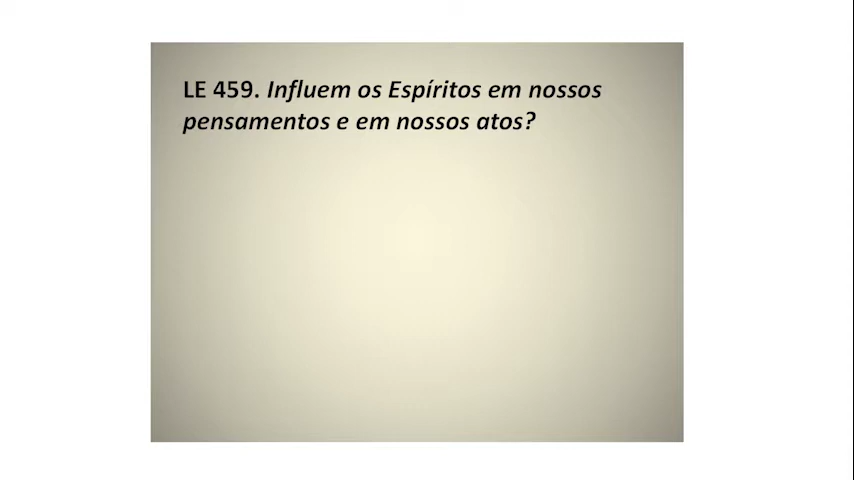 LE 459. Influem os Espíritos em nossos
pensamentos e em nossos atos?